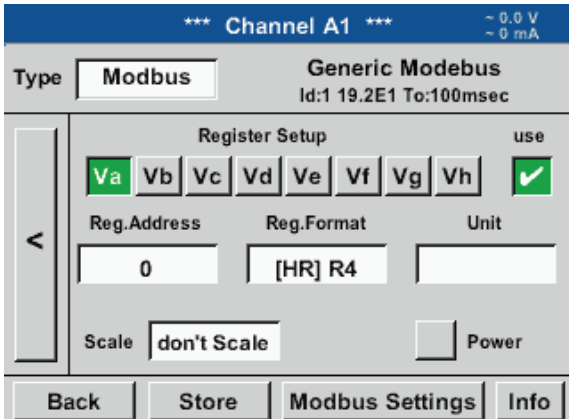 *** Channel A1 ***
~ 0.0 V
~ 0 mA
Type Modbus
Generic Modebus
Id:1 19.2E1 To:100msec
Register Setup
use
Va Vb Vc Vd Ve Vf Vg Vh ✔
Reg.Address Reg.Format Unit
<
0 [HR] R4
Scale don't Scale Power
Back Store Modbus Settings Info